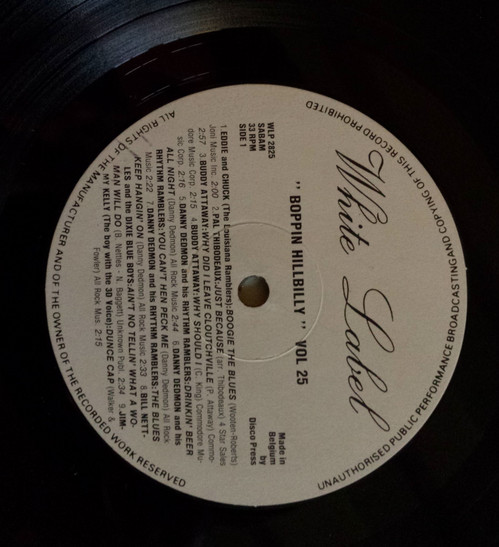 UNAUTHORISED PUBLIC PERFORMANCE BROADCASTING AND COPYING OF THIS RECORD PROHIBITED
White Label
" BOPPIN HILLBILLY " VOL 25
WLP 2825
SABAM
33 RPM
SIDE 1
Made in
Belgium
by
Disco Press
1. EDDIE and CHUCK (The Louisiana Ramblers):BOOGIE THE BLUES (Wooten-Roberts)
Joni Music Inc. 2:00 2. PAL THIBODEAUX:JUST BECAUSE (arr. Thibodeaux) 4 Star Sales
2:57 3. BUDDY ATTAWAY:WHY DID I LEAVE CLOUTCHVILLE (P. Attaway) Commo-
dore Music Corp. 2:15 4. BUDDY ATTAWAY:WHY SHOULD I (C. King) Commodore Mu-
sic Corp. 2:16 5. DANNY DEDMON and his RHYTHM RAMBLERS:DRINKIN' BEER
ALL NIGHT (Danny Dedmon) All Rock Music 2:44 6. DANNY DEDMON and his
RHYTHM RAMBLERS:YOU CAN'T HEN PECK ME (Danny Dedmon) All Rock
Music 2:22 7. DANNY DEDMON and his RHYTHM RAMBLERS:THE BLUES
KEEP HANGIN' ON (Danny Dedmon) All Rock Music 2:33 8. BILL NETT-
LES and the DIXIE BLUE BOYS:AIN'T NO TELLIN' WHAT A WO-
MAN WILL DO (B. Nettles - N. Baggett) Unknown Publ. 2:34 9. JIM-
MY KELLY (The boy with the 3D Voice):DUNCE CAP (Walker &
Fowler) All Rock Mus. 2:15
ALL RIGHTS OF THE MANUFACTURER AND OF THE OWNER OF THE RECORDED WORK RESERVED